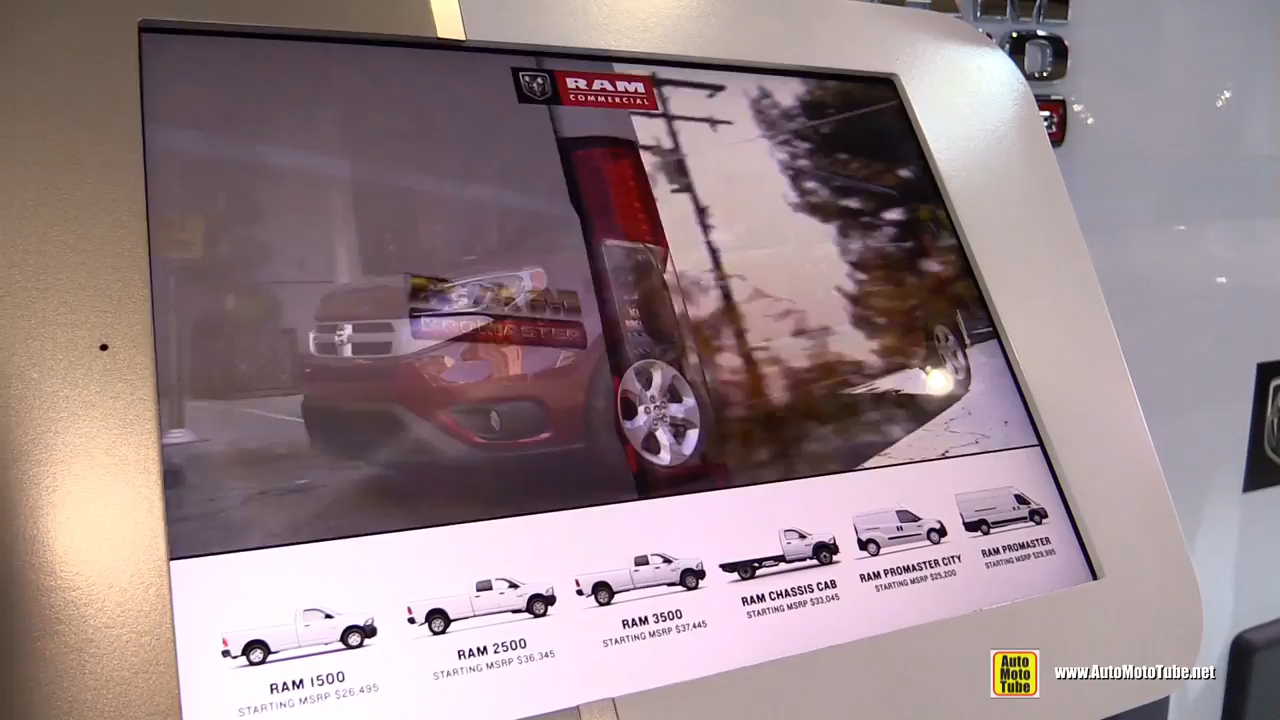 RAM
COMMERCIAL
PROMASTER
RAM 1500
STARTING MSRP $26,495
RAM 2500
STARTING MSRP $36,345
RAM 3500
STARTING MSRP $37,445
RAM CHASSIS CAB
STARTING MSRP $33,045
RAM PROMASTER CITY
STARTING MSRP $25,200
RAM PROMASTER
STARTING MSRP $29,995
Auto
Moto
Tube
www.AutoMotoTube.net